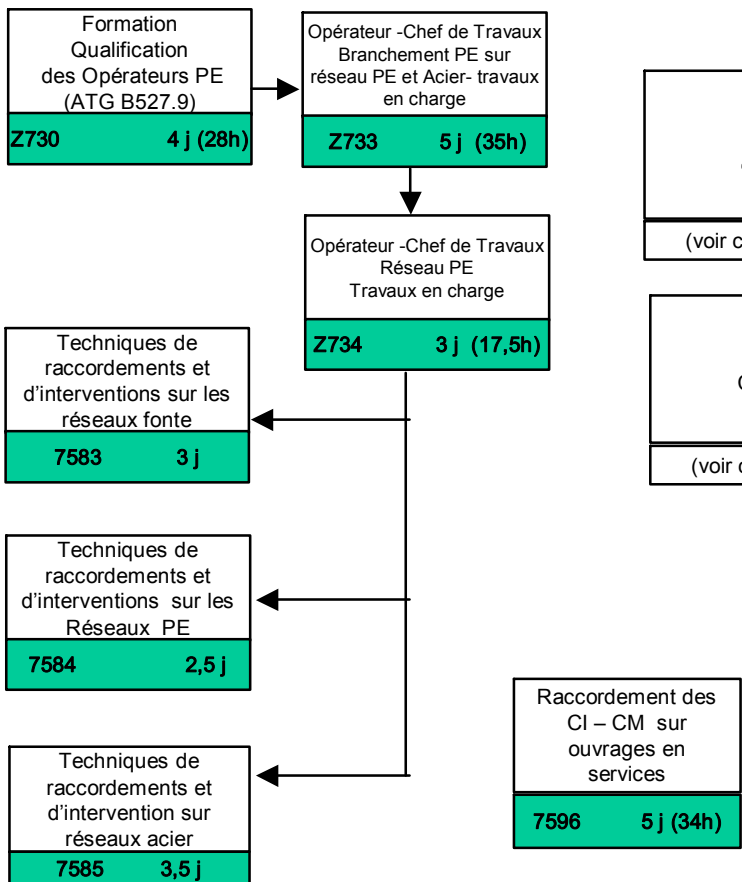 Formation
Qualification
des Opérateurs PE
(ATG B527.9)
Z730 4 j (28h)
Opérateur -Chef de Travaux
Branchement PE sur
réseau PE et Acier- travaux
en charge
Z733 5 j (35h)
Opérateur -Chef de Travaux
Réseau PE
Travaux en charge
Z734 3 j (17,5h)
Techniques de
raccordements et
d'interventions sur les
réseaux fonte
7583 3 j
Techniques de
raccordements et
d'interventions sur les
Réseaux PE
7584 2,5 j
Techniques de
raccordements et
d'intervention sur
réseaux acier
7585 3,5 j
(voir c
(voir
Raccordement des
CI – CM sur
ouvrages en
services
7596 5 j (34h)